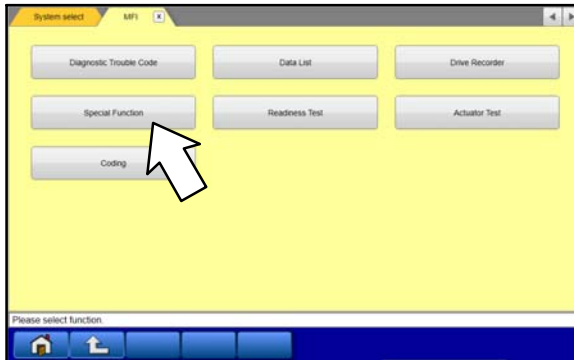 System select MFI x
Diagnostic Trouble Code Data List Drive Recorder
Special Function Readiness Test Actuator Test
Coding
Please select function.